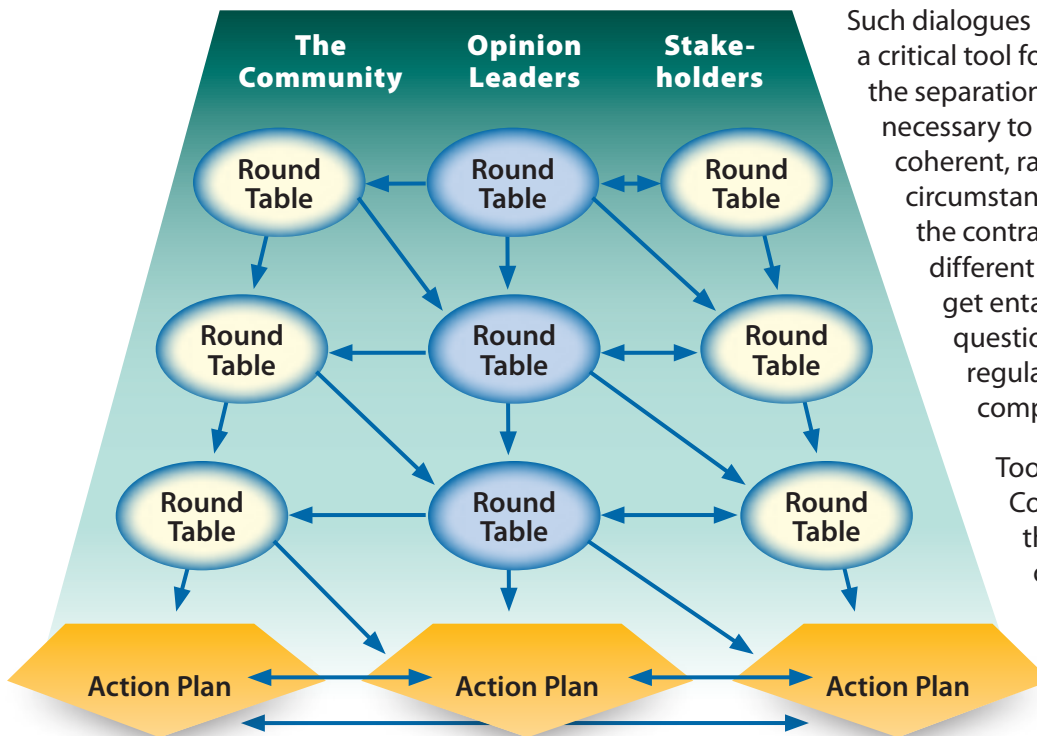 The
Community
Opinion
Leaders
Stake-
holders
Round
Table
Round
Table
Round
Table
Round
Table
Round
Table
Round
Table
Round
Table
Round
Table
Round
Table
Action Plan
Action Plan
Action Plan
Such dialogues
a critical tool fo
the separation
necessary to
coherent, ra
circumstan
the contra
different
get enta
questio
regula
comp
Too
Co
th